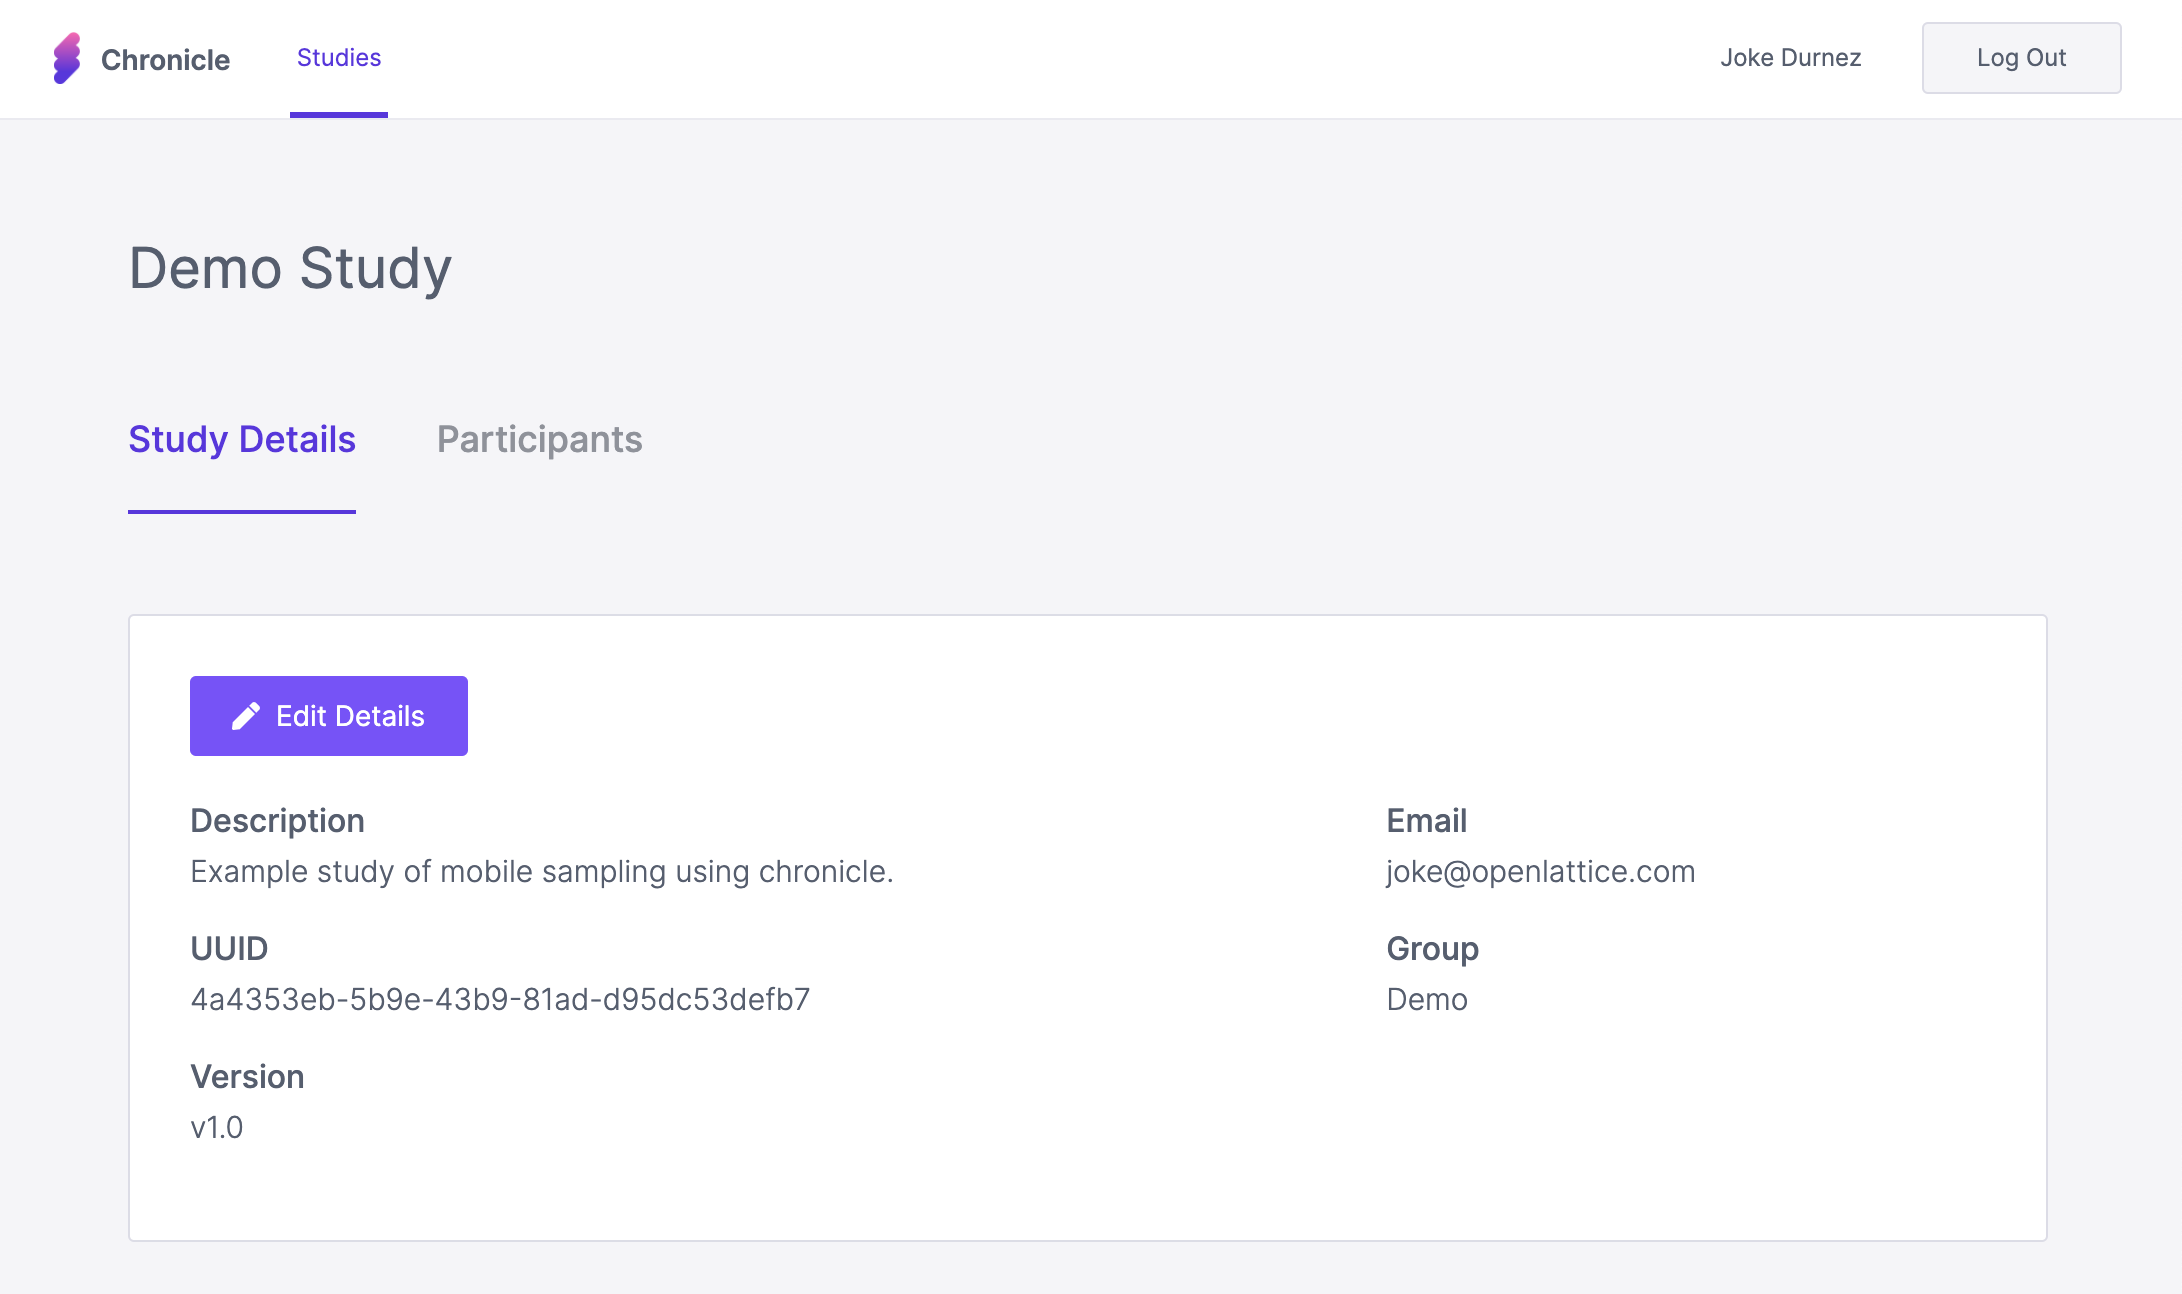 Chronicle Studies Joke Durnez Log Out
Demo Study
Study Details Participants
Edit Details
Description
Example study of mobile sampling using chronicle.
UUID
4a4353eb-5b9e-43b9-81ad-d95dc53defb7
Version
v1.0
Email
joke@openlattice.com
Group
Demo